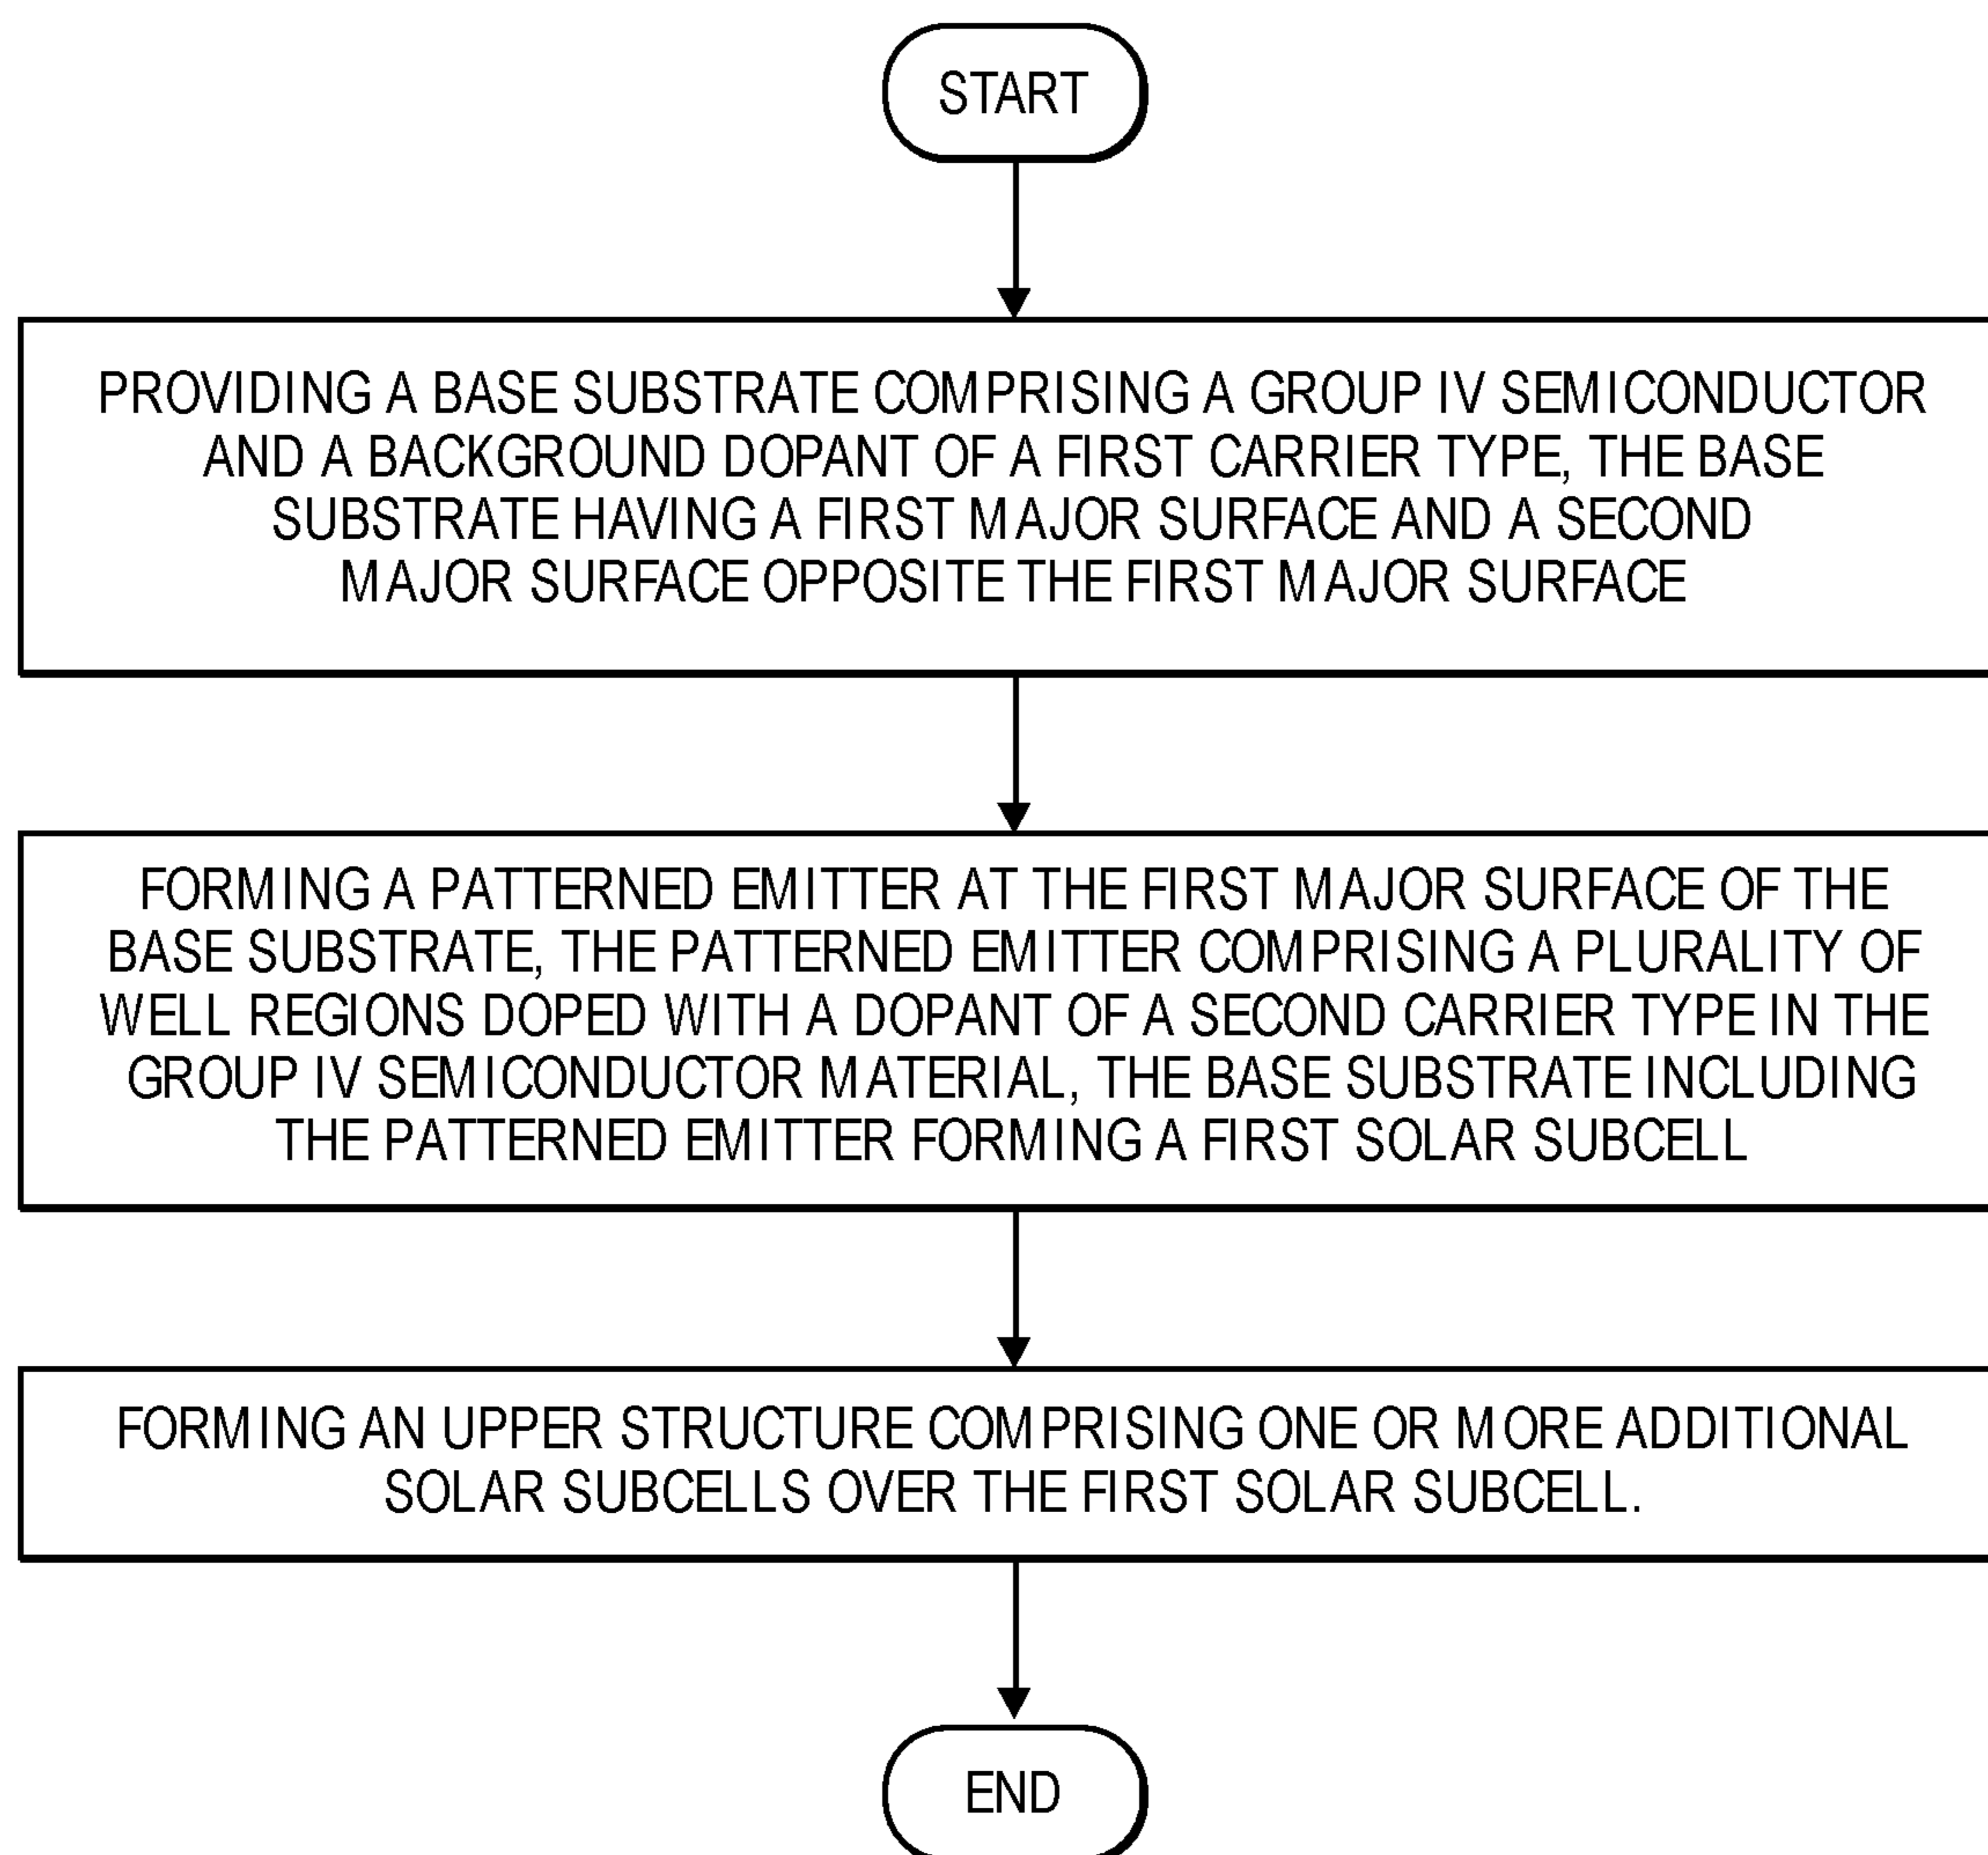 START
PROVIDING A BASE SUBSTRATE COMPRISING A GROUP IV SEMICONDUCTOR
AND A BACKGROUND DOPANT OF A FIRST CARRIER TYPE, THE BASE
SUBSTRATE HAVING A FIRST MAJOR SURFACE AND A SECOND
MAJOR SURFACE OPPOSITE THE FIRST MAJOR SURFACE
FORMING A PATTERNED EMITTER AT THE FIRST MAJOR SURFACE OF THE
BASE SUBSTRATE, THE PATTERNED EMITTER COMPRISING A PLURALITY OF
WELL REGIONS DOPED WITH A DOPANT OF A SECOND CARRIER TYPE IN THE
GROUP IV SEMICONDUCTOR MATERIAL, THE BASE SUBSTRATE INCLUDING
THE PATTERNED EMITTER FORMING A FIRST SOLAR SUBCELL
FORMING AN UPPER STRUCTURE COMPRISING ONE OR MORE ADDITIONAL
SOLAR SUBCELLS OVER THE FIRST SOLAR SUBCELL.
END